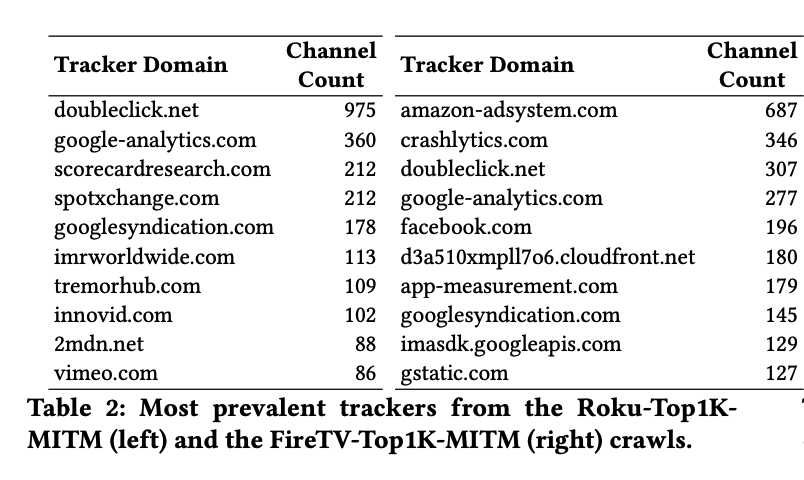 Tracker Domain Channel Count Tracker Domain Channel Count
doubleclick.net 975 amazon-adsystem.com 687
google-analytics.com 360 crashlytics.com 346
scorecardresearch.com 212 doubleclick.net 307
spotxchange.com 212 google-analytics.com 277
googlesyndication.com 178 facebook.com 196
imrworldwide.com 113 d3a510xmpll7o6.cloudfront.net 180
tremorhub.com 109 app-measurement.com 179
innovid.com 102 googlesyndication.com 145
2mdn.net 88 imasdk.googleapis.com 129
vimeo.com 86 gstatic.com 127
Table 2: Most prevalent trackers from the Roku-Top1K-
MITM (left) and the FireTV-Top1K-MITM (right) crawls.